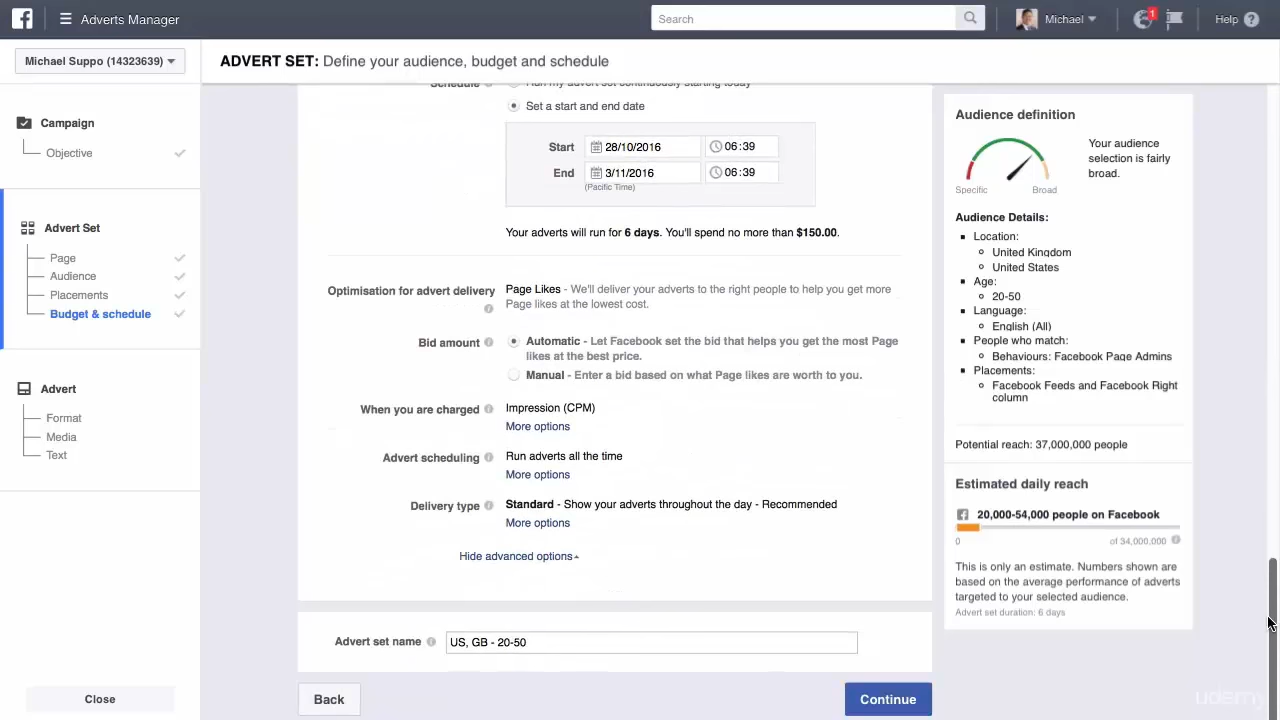 Adverts Manager
Search
Michael
1
Help
Michael Suppo (14323639)
ADVERT SET: Define your audience, budget and schedule
Campaign
Objective
Advert Set
Page
Audience
Placements
Budget & schedule
Advert
Format
Media
Text
Close
Schedule
Run my advert set continuously starting today
Set a start and end date
Start 28/10/2016 06:39
End 3/11/2016 06:39
(Pacific Time)
Your adverts will run for 6 days. You'll spend no more than $150.00.
Optimisation for advert delivery
Page Likes - We'll deliver your adverts to the right people to help you get more
Page likes at the lowest cost.
Bid amount
Automatic - Let Facebook set the bid that helps you get the most Page
likes at the best price.
Manual - Enter a bid based on what Page likes are worth to you.
When you are charged
Impression (CPM)
More options
Advert scheduling
Run adverts all the time
More options
Delivery type
Standard - Show your adverts throughout the day - Recommended
More options
Hide advanced options
Advert set name
US, GB - 20-50
Back
Continue
Audience definition
Specific
Broad
Your audience
selection is fairly
broad.
Audience Details:
Location:
United Kingdom
United States
Age:
20-50
Language:
English (All)
People who match:
Behaviours: Facebook Page Admins
Placements:
Facebook Feeds and Facebook Right
column
Potential reach: 37,000,000 people
Estimated daily reach
20,000-54,000 people on Facebook
0
of 34,000,000
This is only an estimate. Numbers shown are
based on the average performance of adverts
targeted to your selected audience.
Advert set duration: 6 days
udemy